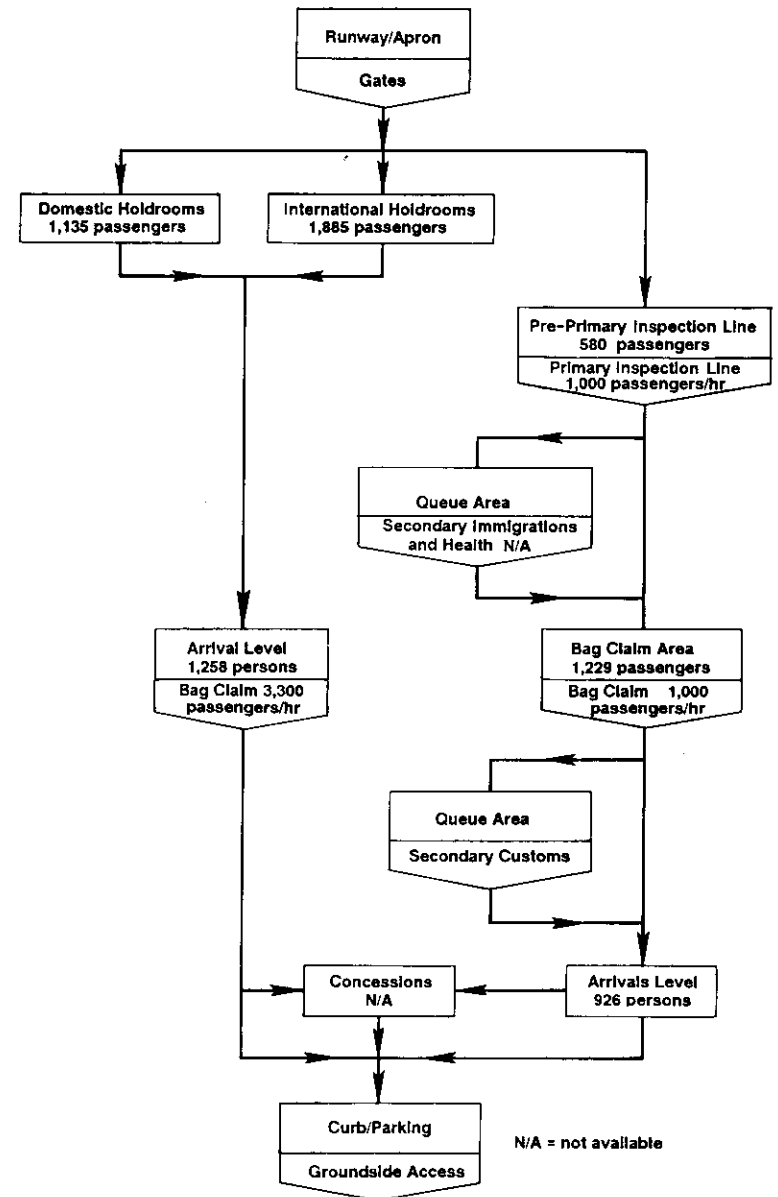 Runway/Apron
Gates
Domestic Holdrooms
1,135 passengers
International Holdrooms
1,885 passengers
Pre-Primary Inspection Line
580 passengers
Primary Inspection Line
1,000 passengers/hr
Queue Area
Secondary Immigrations
and Health N/A
Arrival Level
1,258 persons
Bag Claim 3,300
passengers/hr
Bag Claim Area
1,229 passengers
Bag Claim 1,000
passengers/hr
Queue Area
Secondary Customs
Concessions
N/A
Arrivals Level
926 persons
Curb/Parking
Groundside Access
N/A = not available